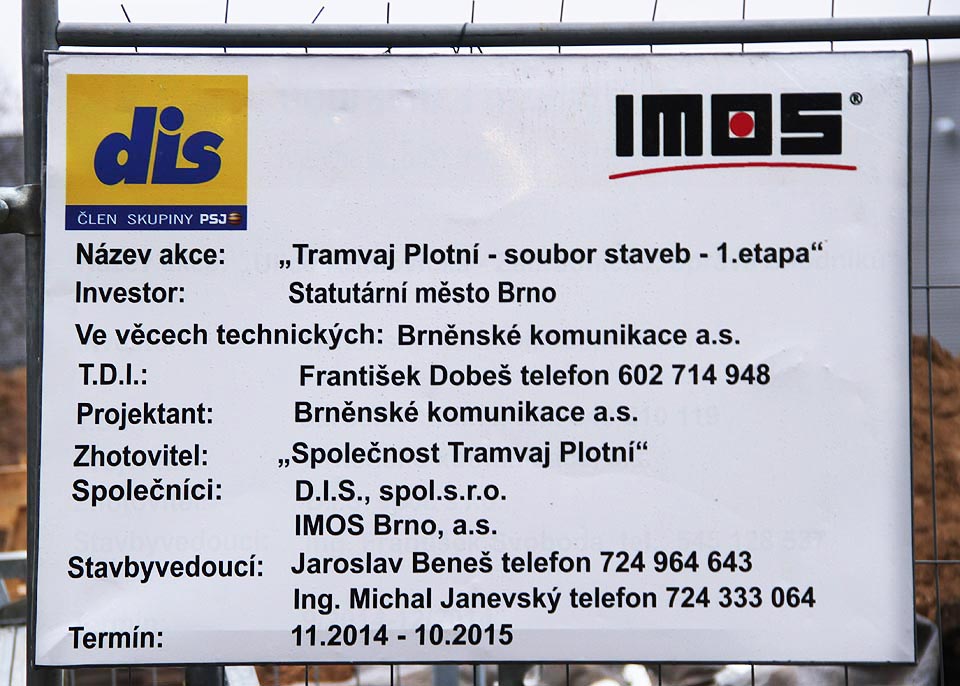 dis
ČLEN SKUPINY PSJ
IMOS®
Název akce: „Tramvaj Plotní - soubor staveb - 1.etapa“
Investor: Statutární město Brno
Ve věcech technických: Brněnské komunikace a.s.
T.D.I.: František Dobeš telefon 602 714 948
Projektant: Brněnské komunikace a.s.
Zhotovitel: „Společnost Tramvaj Plotní“
Společníci: D.I.S., spol.s.r.o.
IMOS Brno, a.s.
Stavbyvedoucí: Jaroslav Beneš telefon 724 964 643
Ing. Michal Janevský telefon 724 333 064
Termín: 11.2014 - 10.2015